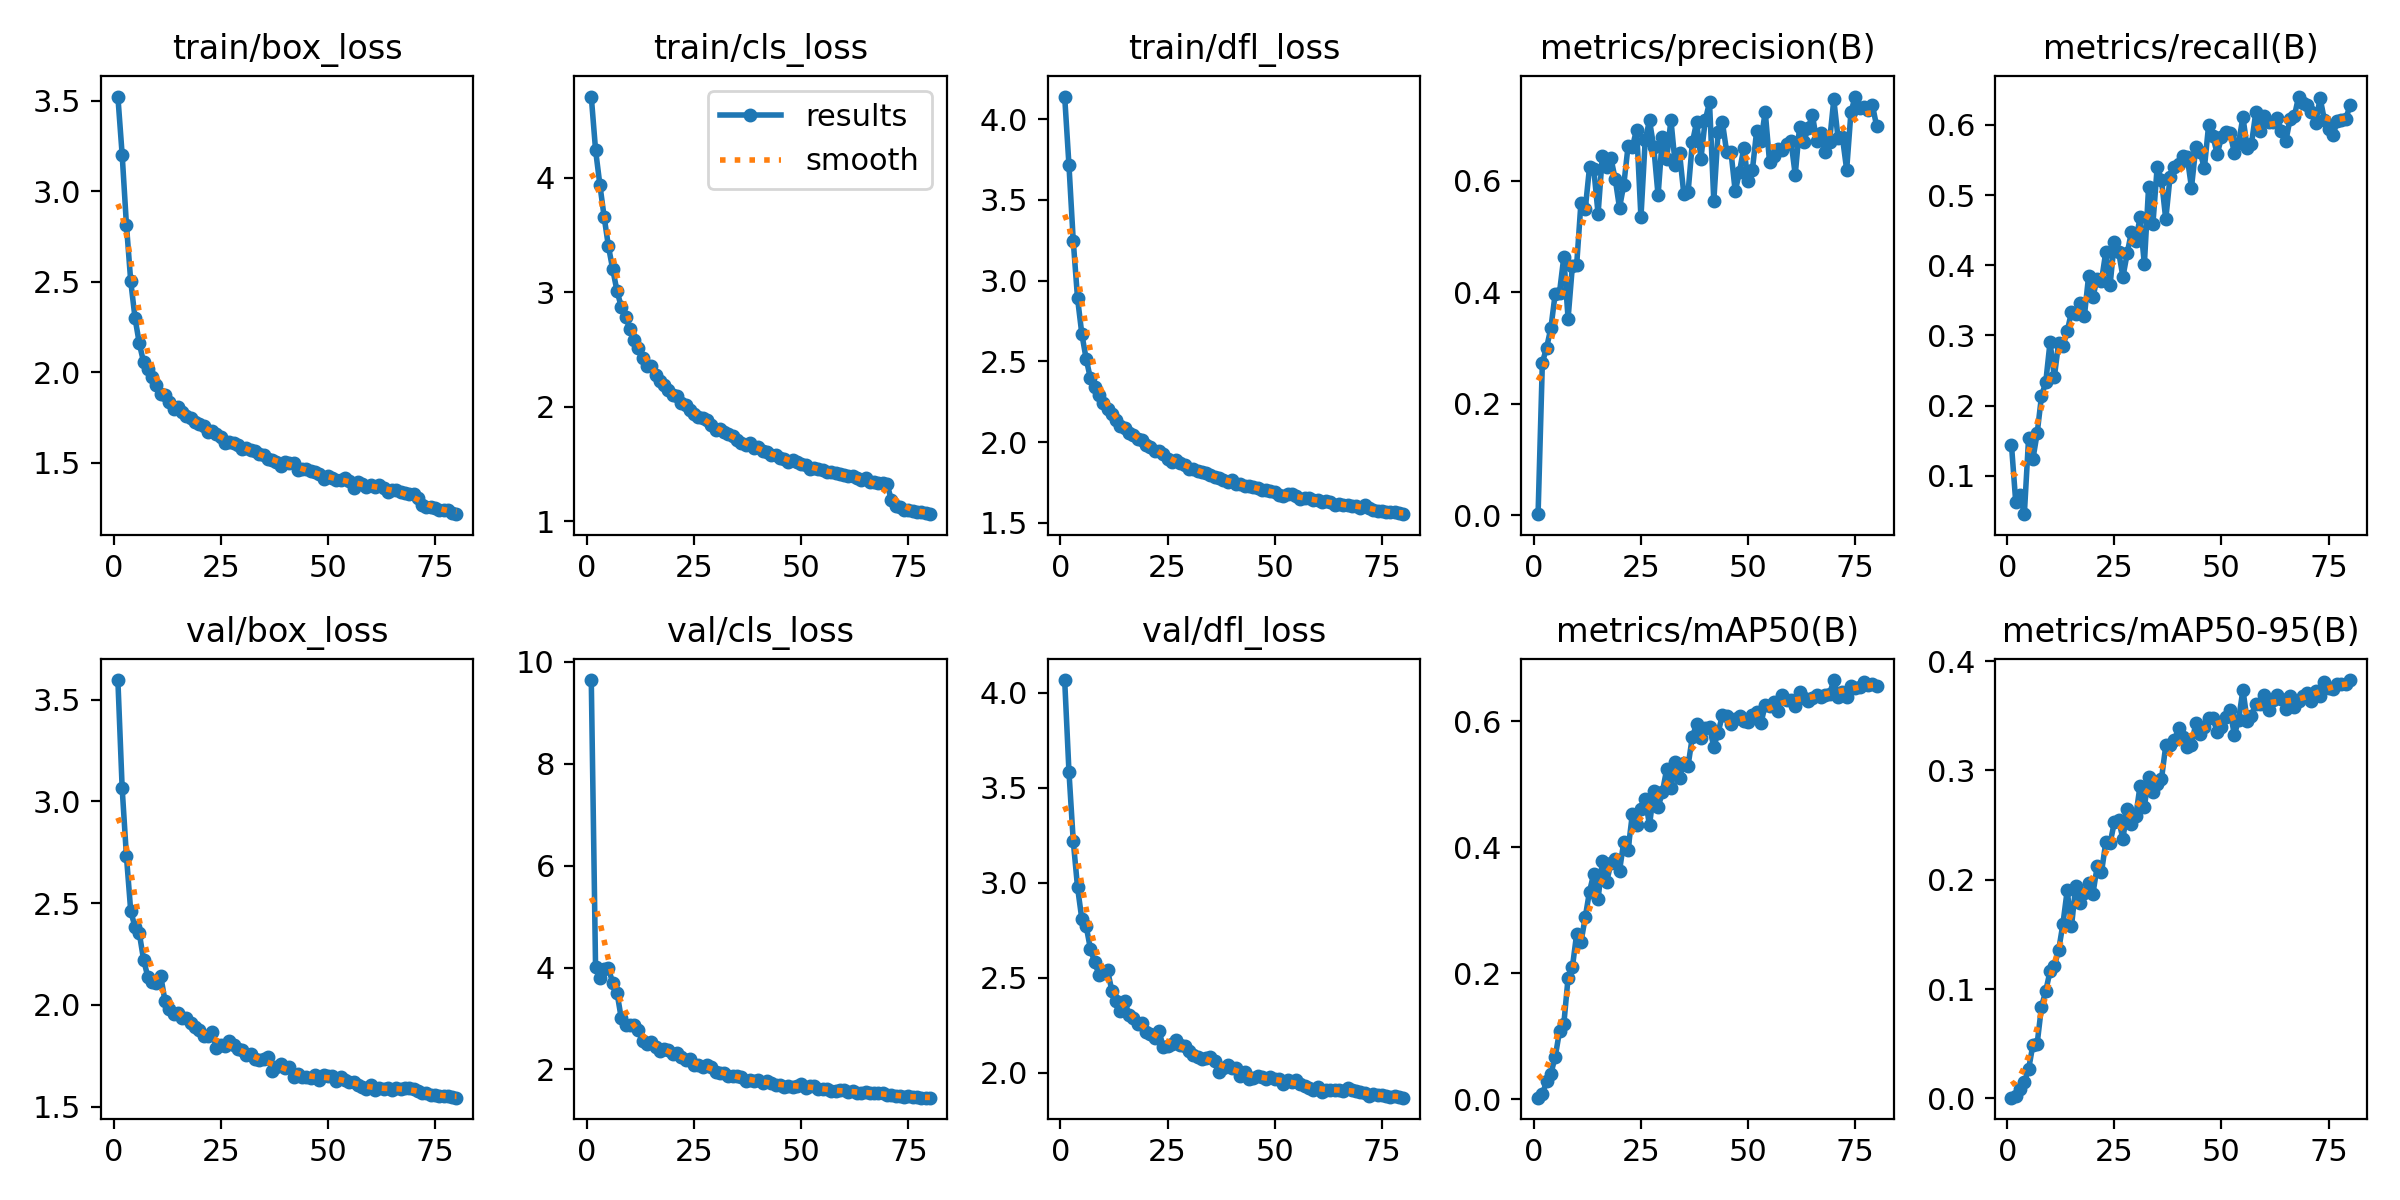 train/box_loss
3.5
3.0
2.5
2.0
1.5
0 25 50 75
train/cls_loss
results
smooth
4
3
2
1
0 25 50 75
train/dfl_loss
4.0
3.5
3.0
2.5
2.0
1.5
0 25 50 75
metrics/precision(B)
0.6
0.4
0.2
0.0
0 25 50 75
metrics/recall(B)
0.6
0.5
0.4
0.3
0.2
0.1
0 25 50 75
val/box_loss
3.5
3.0
2.5
2.0
1.5
0 25 50 75
val/cls_loss
10
8
6
4
2
0 25 50 75
val/dfl_loss
4.0
3.5
3.0
2.5
2.0
0 25 50 75
metrics/mAP50(B)
0.6
0.4
0.2
0.0
0 25 50 75
metrics/mAP50-95(B)
0.4
0.3
0.2
0.1
0.0
0 25 50 75